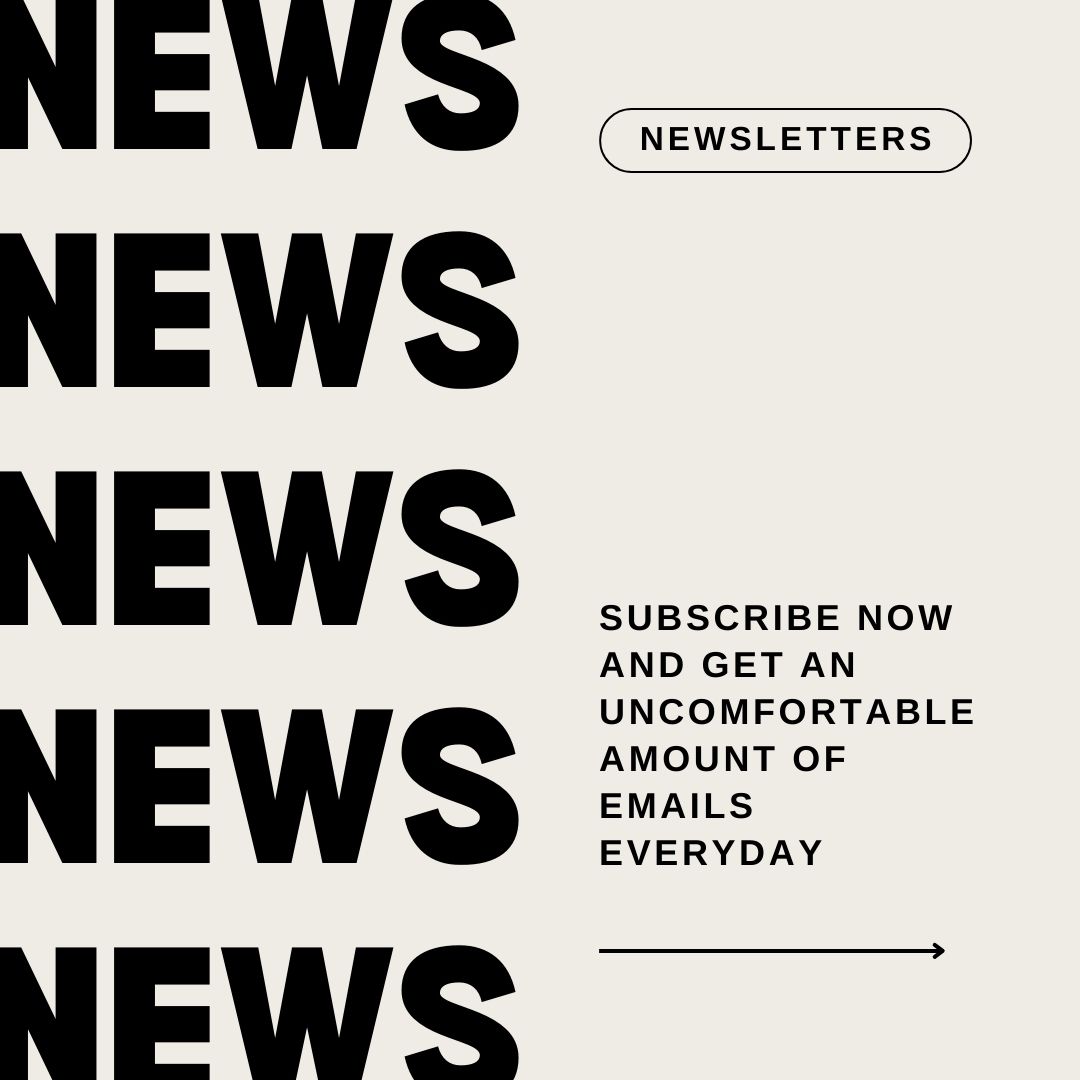 NEWS
NEWS
NEWS
NEWS
NEWS
NEWSLETTERS
SUBSCRIBE NOW
AND GET AN
UNCOMFORTABLE
AMOUNT OF
EMAILS
EVERYDAY